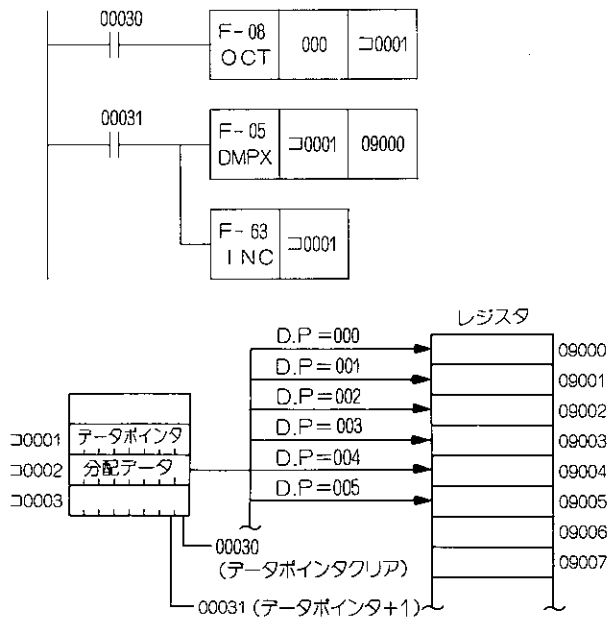 00030
F-08
OCT
000
コ0001
00031
F-05
DMPX
コ0001
09000
F-63
INC
コ0001
レジスタ
D.P=000
09000
D.P=001
09001
D.P=002
09002
D.P=003
09003
D.P=004
09004
D.P=005
09005
09006
09007
コ0001
データポインタ
コ0002
分配データ
コ0003
00030
(データポインタクリア)
00031 (データポインタ+1)